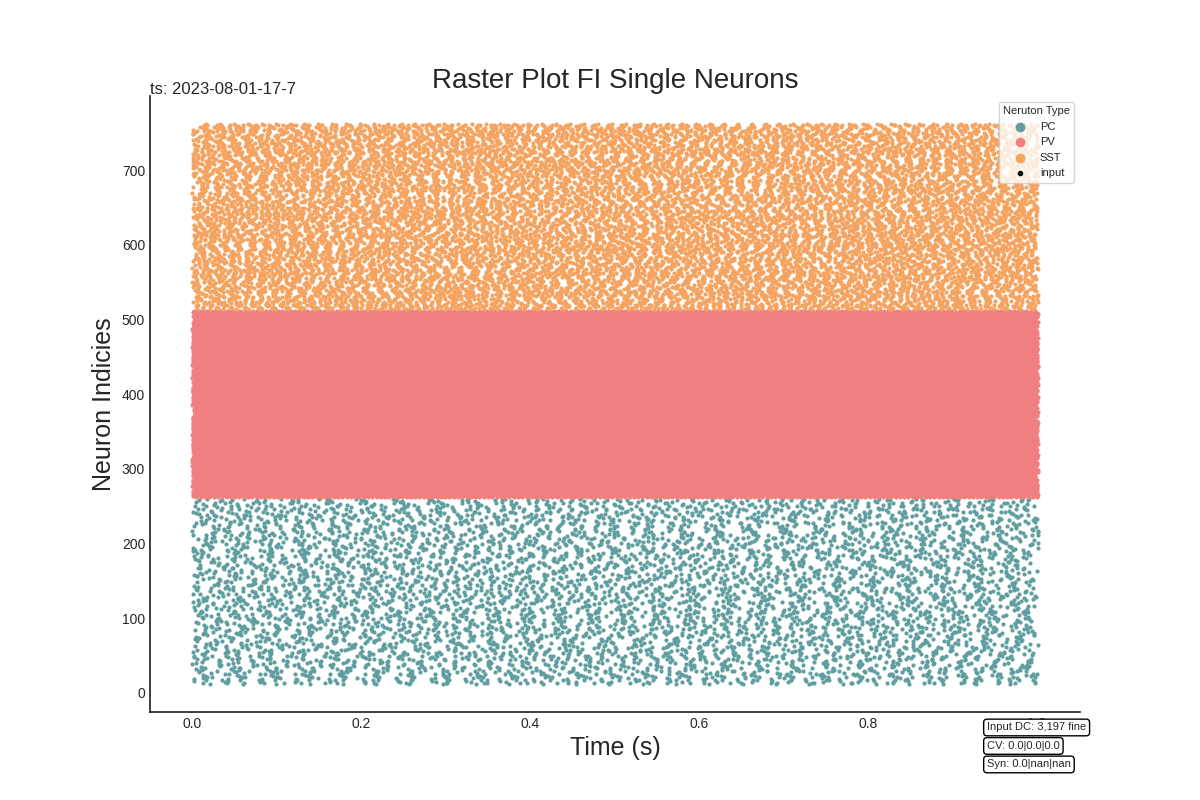 Raster Plot FI Single Neurons
ts: 2023-08-01-17-7
Neruton Type
PC
PV
SST
input
Neuron Indicies
700
600
500
400
300
200
100
0
0.0 0.2 0.4 0.6 0.8
Time (s)
Input DC: 3,197 fine
CV: 0.0|0.0|0.0
Syn: 0.0|nan|nan